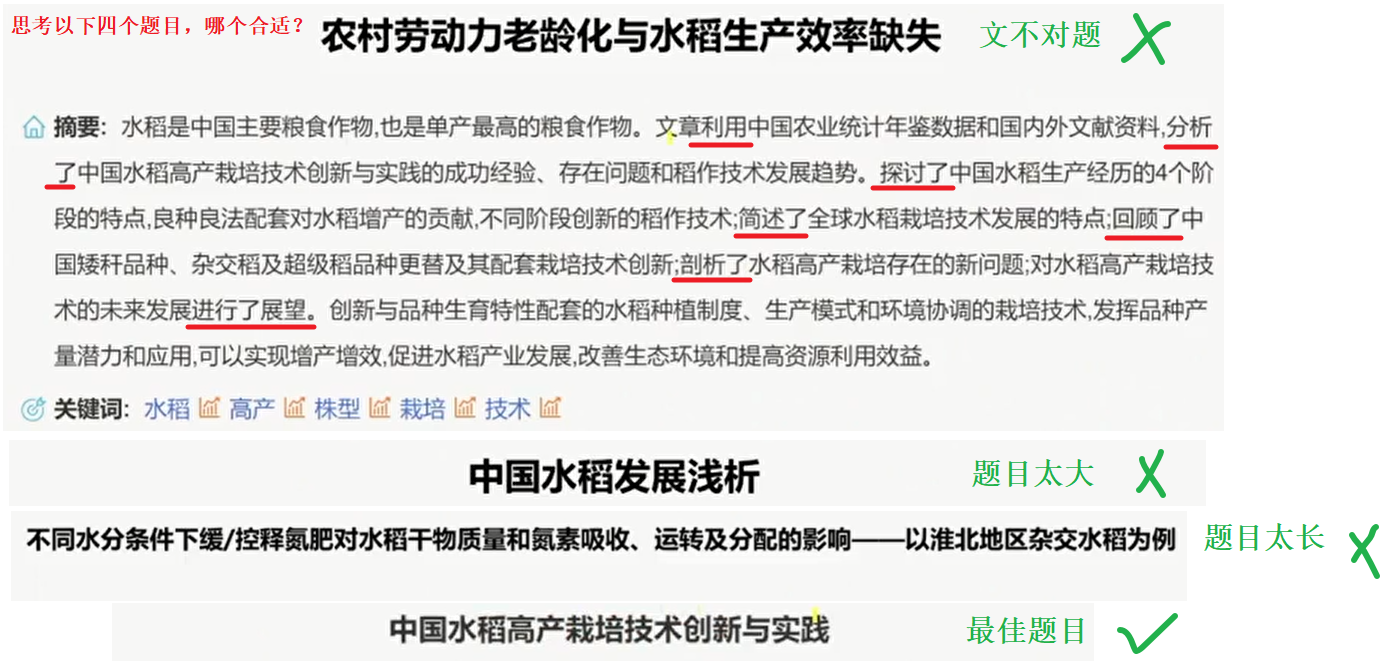 思考以下四个题目，哪个合适？
农村劳动力老龄化与水稻生产效率缺失
文不对题
摘要: 水稻是中国主要粮食作物,也是单产最高的粮食作物。文章利用中国农业统计年鉴数据和国内外文献资料,分析
了中国水稻高产栽培技术创新与实践的成功经验、存在问题和稻作技术发展趋势。探讨了中国水稻生产经历的4个阶
段的特点,良种良法配套对水稻增产的贡献,不同阶段创新的稻作技术;简述了全球水稻栽培技术发展的特点;回顾了中
国矮秆品种、杂交稻及超级稻品种更替及其配套栽培技术创新;剖析了水稻高产栽培存在的新问题;对水稻高产栽培技
术的未来发展进行了展望。创新与品种生育特性配套的水稻种植制度、生产模式和环境协调的栽培技术,发挥品种产
量潜力和应用,可以实现增产增效,促进水稻产业发展,改善生态环境和提高资源利用效益。
关键词: 水稻 高产 株型 栽培 技术
中国水稻发展浅析
题目太大
不同水分条件下缓/控释氮肥对水稻干物质量和氮素吸收、运转及分配的影响——以淮北地区杂交水稻为例
题目太长
中国水稻高产栽培技术创新与实践
最佳题目